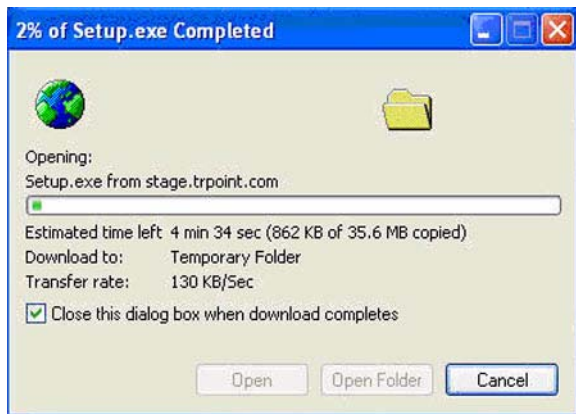 2% of Setup.exe Completed
Opening:
Setup.exe from stage.trpoint.com
Estimated time left 4 min 34 sec (862 KB of 35.6 MB copied)
Download to: Temporary Folder
Transfer rate: 130 KB/Sec
Close this dialog box when download completes
Open Open Folder Cancel